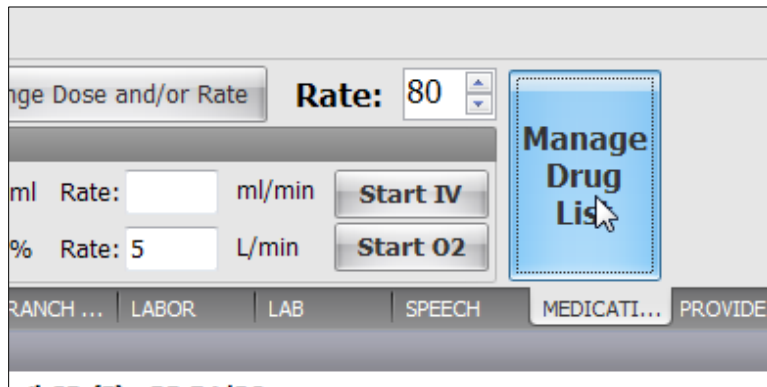 nge Dose and/or Rate Rate: 80
Manage
Drug
List
ml Rate: ml/min Start IV
% Rate: 5 L/min Start O2
RANCH ... LABOR LAB SPEECH MEDICATI... PROVIDE